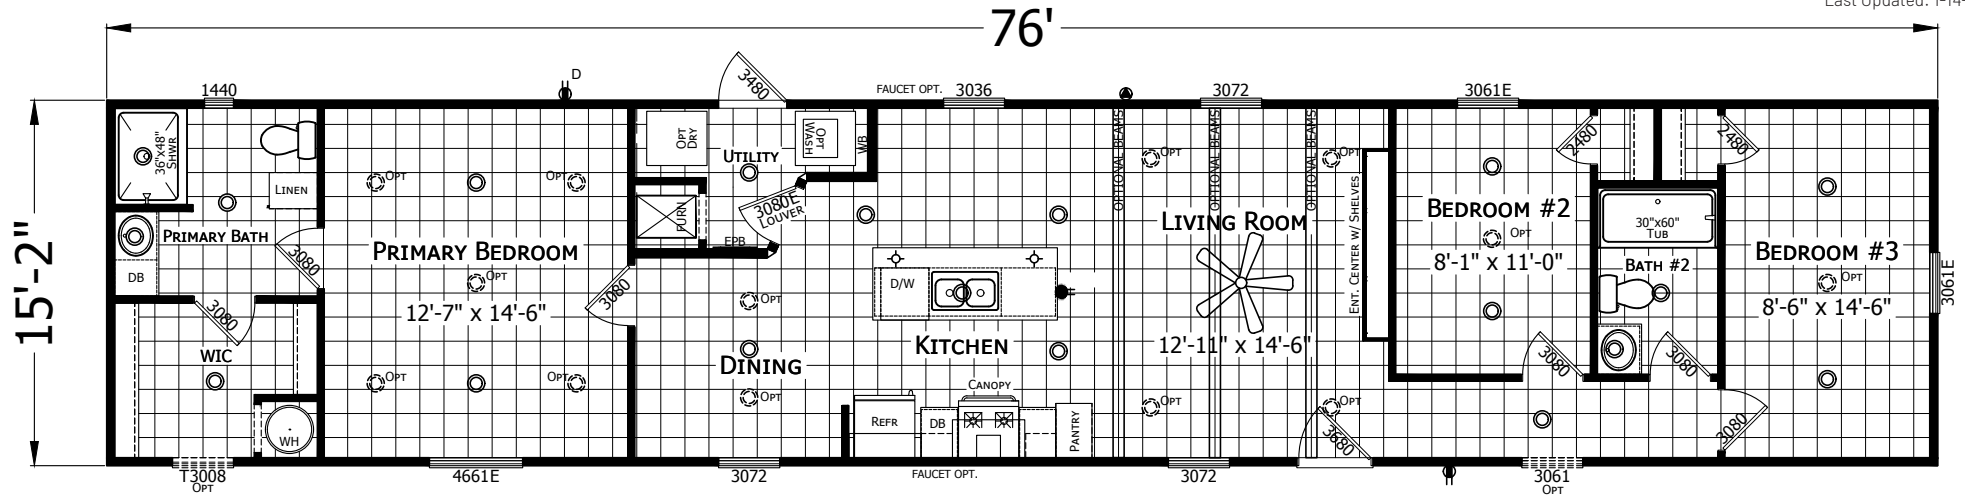 Last Updated: 1-14-
76'
15'-2"
1440
D
3480
FAUCET OPT.
3036
3072
3061E
36"x48"
SHWR
LINEN
PRIMARY BATH
DB
3080
3080
WIC
WH
T3008
OPT
OPT
OPT
PRIMARY BEDROOM
OPT
12'-7" X 14'-6"
OPT
OPT
4661E
3080
OPT
DRY
UTILITY
OPT
WASH
WB
FURN
3080E
LOUVER
EPB
OPT
DINING
OPT
3072
D/W
KITCHEN
CANOPY
REFR
DB
PANTRY
FAUCET OPT.
OPTIONAL BEAMS
OPTIONAL BEAMS
OPTIONAL BEAMS
OPT
OPT
LIVING ROOM
12'-11" X 14'-6"
OPT
OPT
3072
3680
ENT. CENTER W/ SHELVES
2480
BEDROOM #2
OPT
8'-1" X 11'-0"
3080
3061
OPT
30"x60"
TUB
BATH #2
3080
2480
BEDROOM #3
OPT
8'-6" X 14'-6"
3080
3061E